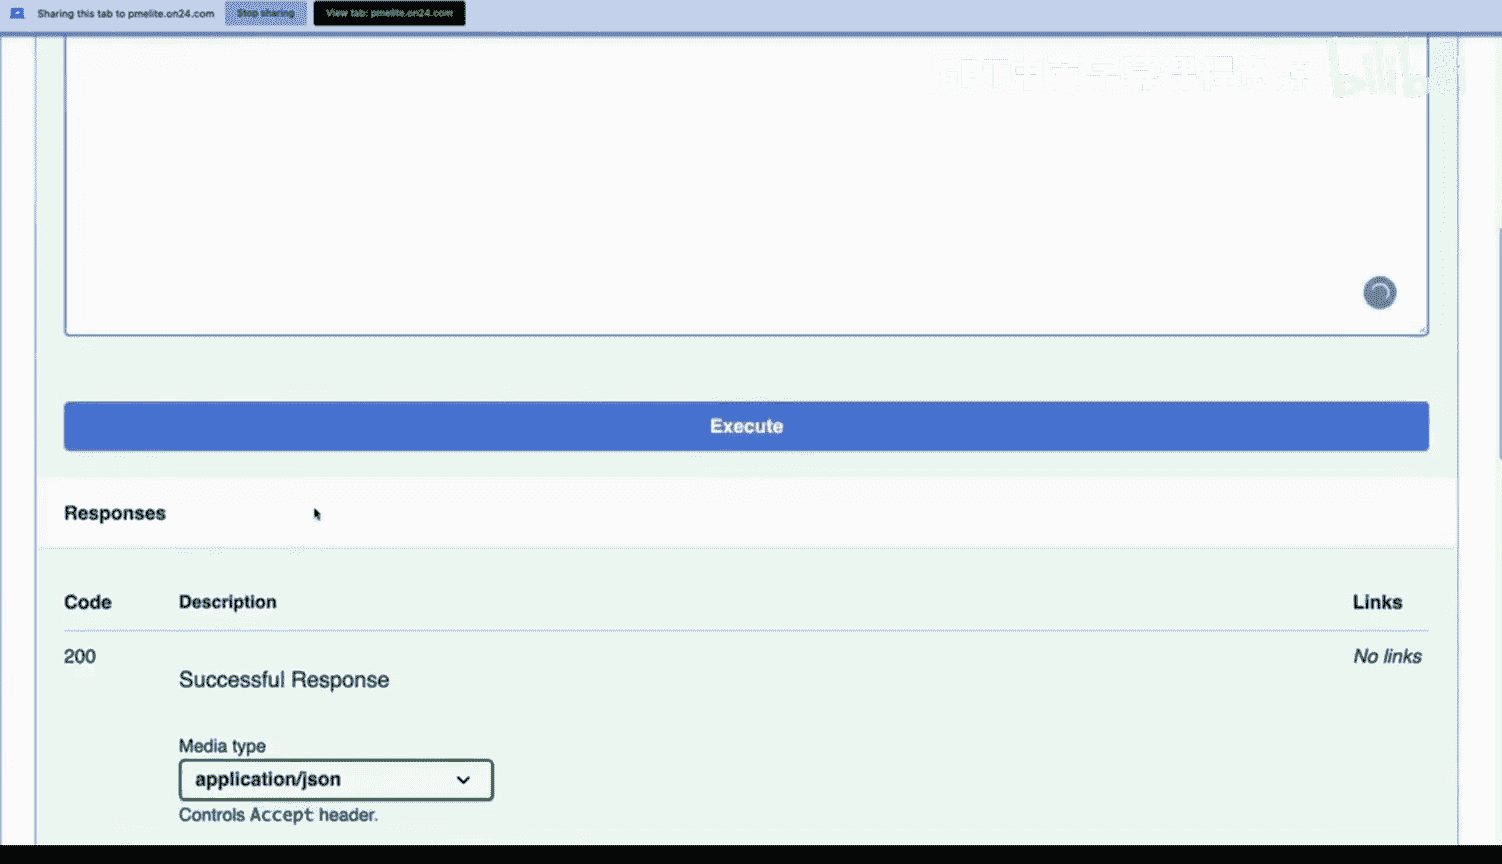 Sharing this tab to pmelite.on24.com Stop sharing View tab: pmelite.on24.com
bilibili
Execute
Responses
Code Description Links
200 No links
Successful Response
Media type
application/json
Controls Accept header.